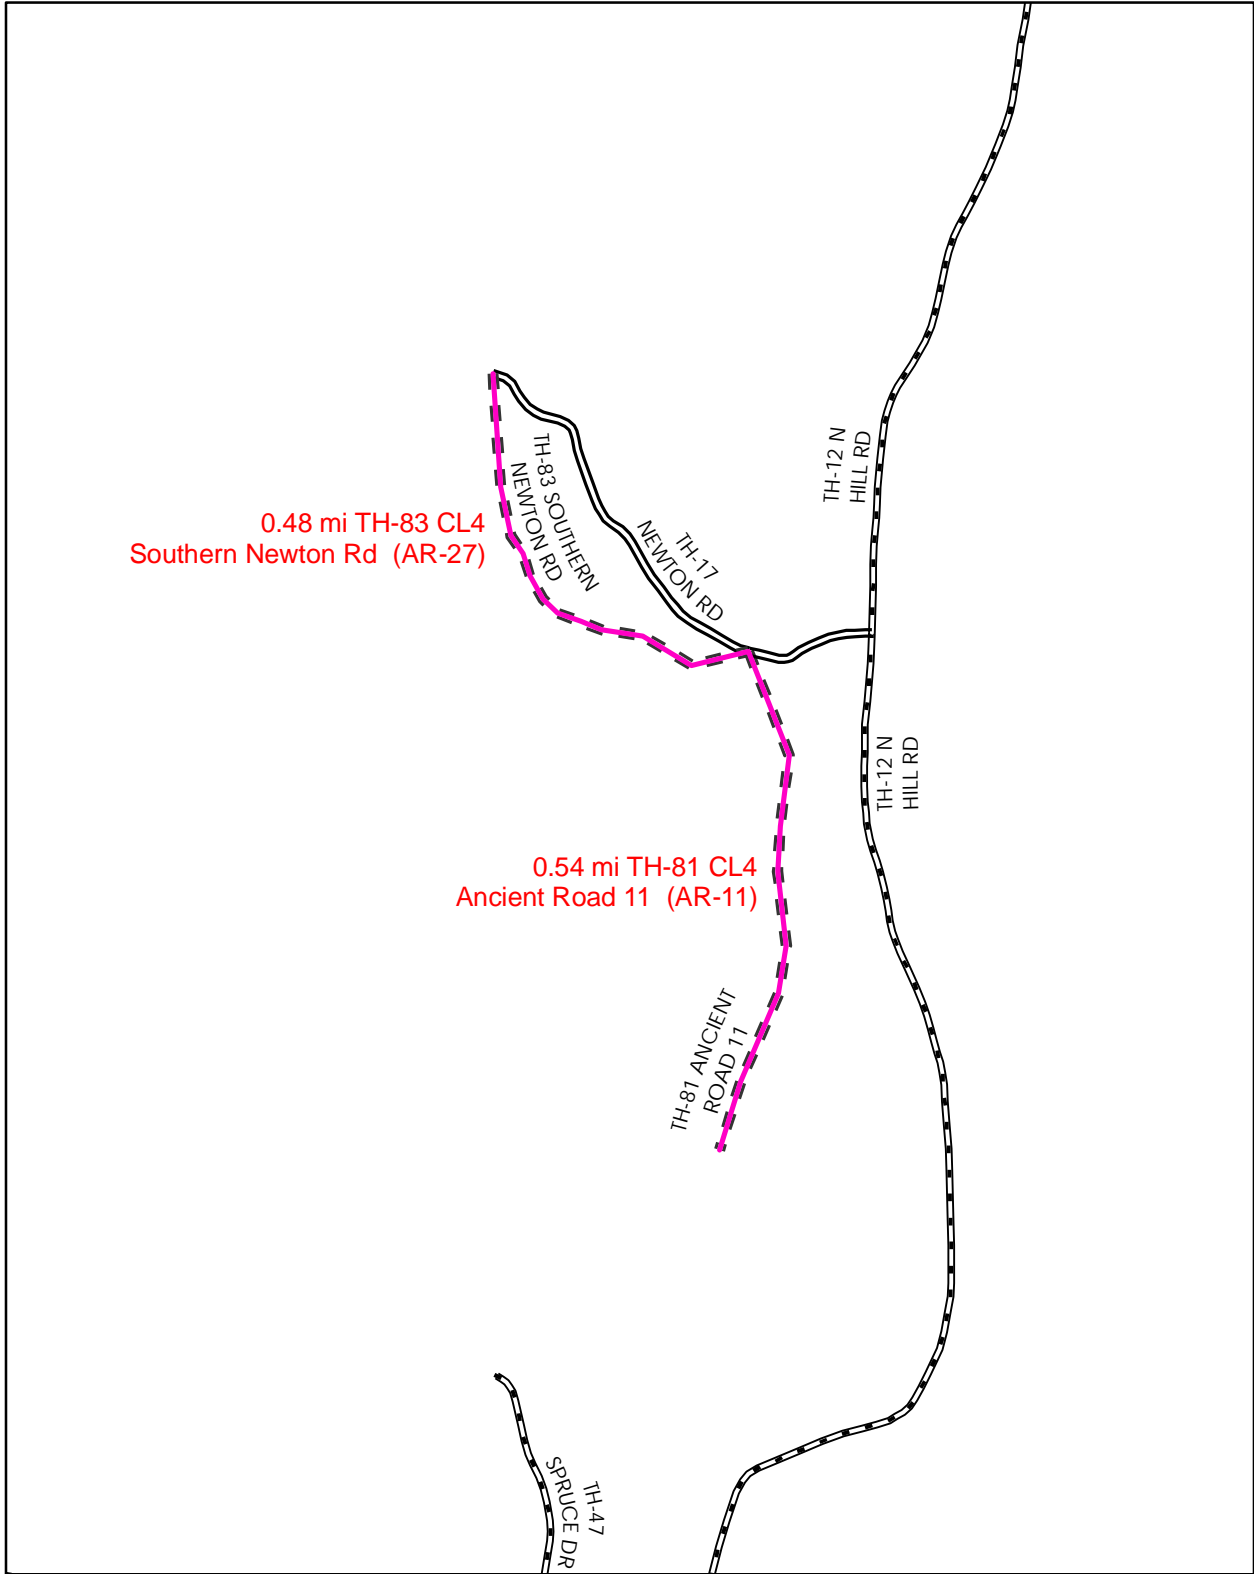 TH-12 N
HILL RD
TH-83 SOUTHERN
NEWTON RD
0.48 mi TH-83 CL4
Southern Newton Rd (AR-27)
TH-17
NEWTON RD
TH-12 N
HILL RD
0.54 mi TH-81 CL4
Ancient Road 11 (AR-11)
TH-81 ANCIENT
ROAD 11
TH-47
SPRUCE DR